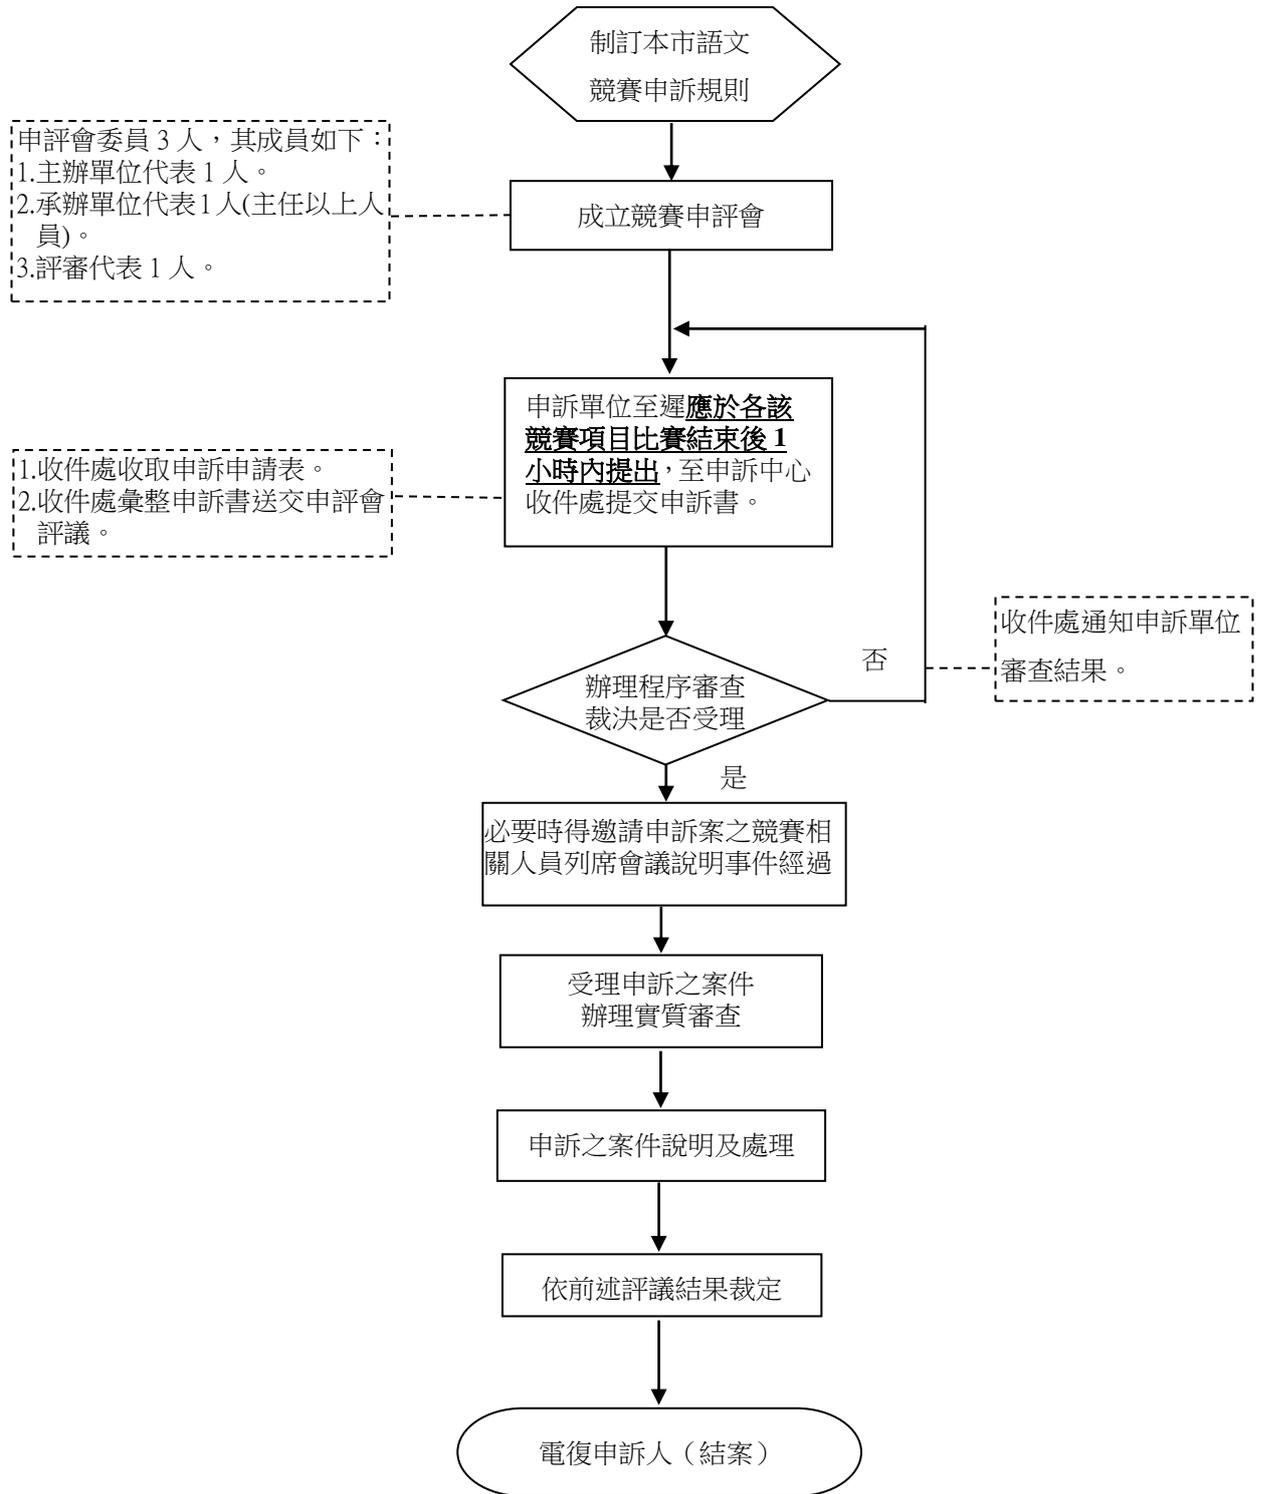 制訂本市語文
競賽申訴規則
申評會委員 3 人，其成員如下：
1.主辦單位代表 1 人。
2.承辦單位代表1人(主任以上人
員)。
3.評審代表 1 人。
成立競賽申評會
申訴單位至遲應於各該
競賽項目比賽結束後 1
小時內提出，至申訴中心
收件處提交申訴書。
1.收件處收取申訴申請表。
2.收件處彙整申訴書送交申評會
評議。
收件處通知申訴單位
審查結果。
否
辦理程序審查
裁決是否受理
是
必要時得邀請申訴案之競賽相
關人員列席會議說明事件經過
受理申訴之案件
辦理實質審查
申訴之案件說明及處理
依前述評議結果裁定
電復申訴人（結案）